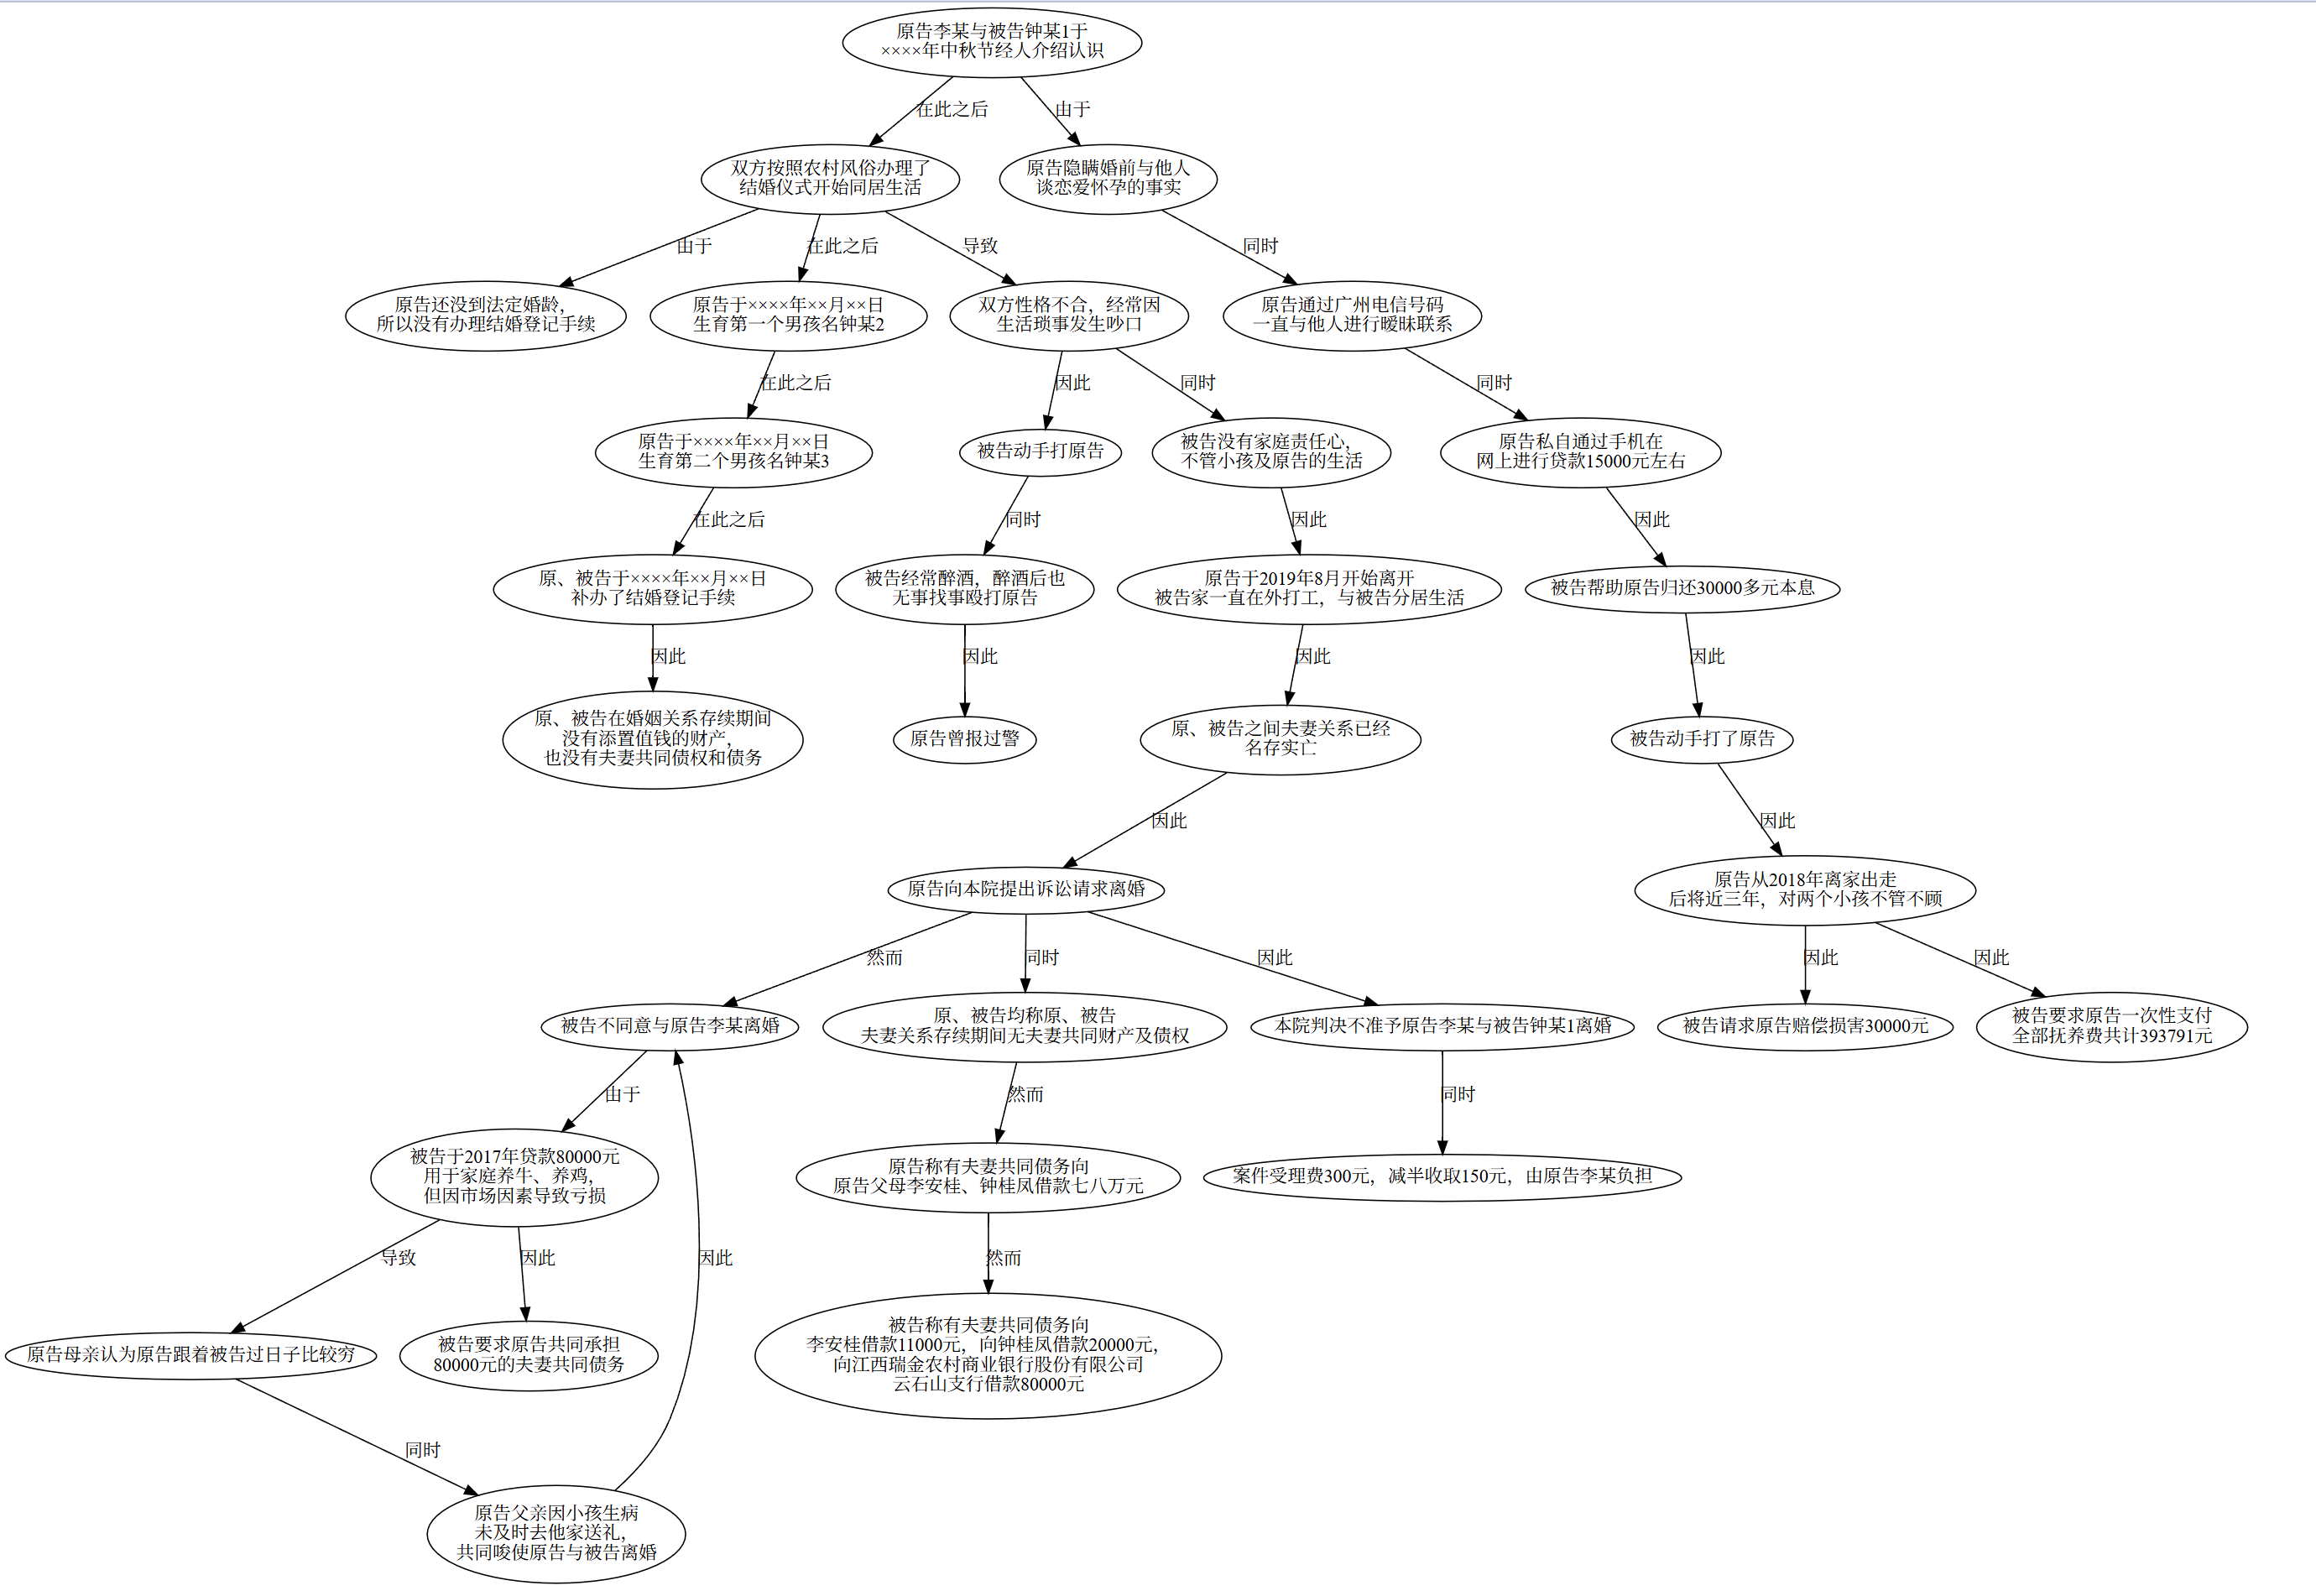 原告李某与被告钟某1于
××××年中秋节经人介绍认识
在此之后
由于
双方按照农村风俗办理了
结婚仪式开始同居生活
原告隐瞒婚前与他人
谈恋爱怀孕的事实
由于
在此之后
导致
同时
原告还没到法定婚龄,
所以没有办理结婚登记手续
原告于××××年××月××日
生育第一个男孩名钟某2
双方性格不合，经常因
生活琐事发生吵口
原告通过广州电信号码
一直与他人进行暧昧联系
在此之后
因此
同时
同时
原告于××××年××月××日
生育第二个男孩名钟某3
被告动手打原告
被告没有家庭责任心,
不管小孩及原告的生活
原告私自通过手机在
网上进行贷款15000元左右
在此之后
同时
因此
因此
原、被告于××××年××月××日
补办了结婚登记手续
被告经常醉酒，醉酒后也
无事找事殴打原告
原告于2019年8月开始离开
被告家一直在外打工，与被告分居生活
被告帮助原告归还30000多元本息
因此
因此
因此
因此
原、被告在婚姻关系存续期间
没有添置值钱的财产,
也没有夫妻共同债权和债务
原告曾报过警
原、被告之间夫妻关系已经
名存实亡
被告动手打了原告
因此
因此
原告向本院提出诉讼请求离婚
原告从2018年离家出走
后将近三年，对两个小孩不管不顾
然而
同时
因此
因此
因此
被告不同意与原告李某离婚
原、被告均称原、被告
夫妻关系存续期间无夫妻共同财产及债权
本院判决不准予原告李某与被告钟某1离婚
被告请求原告赔偿损害30000元
被告要求原告一次性支付
全部抚养费共计393791元
由于
然而
同时
被告于2017年贷款80000元
用于家庭养牛、养鸡,
但因市场因素导致亏损
原告称有夫妻共同债务向
原告父母李安桂、钟桂凤借款七八万元
案件受理费300元，减半收取150元，由原告李某负担
导致
因此
因此
然而
原告母亲认为原告跟着被告过日子比较穷
被告要求原告共同承担
80000元的夫妻共同债务
被告称有夫妻共同债务向
李安桂借款11000元，向钟桂凤借款20000元,
向江西瑞金农村商业银行股份有限公司
云石山支行借款80000元
同时
原告父亲因小孩生病
未及时去他家送礼,
共同唆使原告与被告离婚